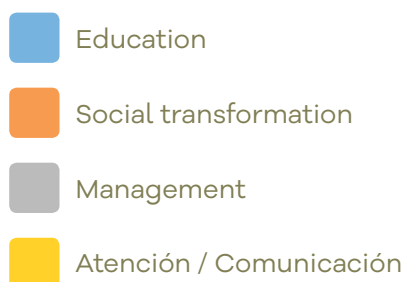 Education
Social transformation
Management
Atención / Comunicación